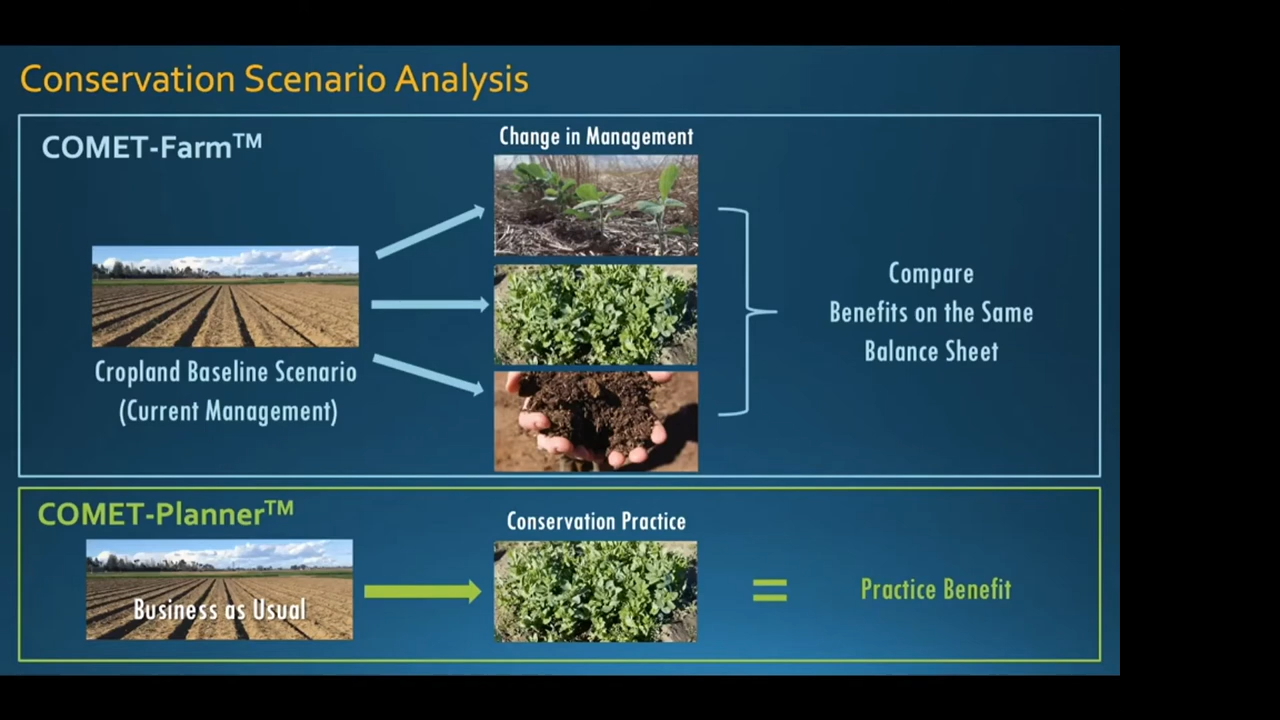 Conservation Scenario Analysis
COMET-Farm™
Change in Management
Cropland Baseline Scenario
(Current Management)
Compare
Benefits on the Same
Balance Sheet
COMET-Planner™
Business as Usual
Conservation Practice
=
Practice Benefit